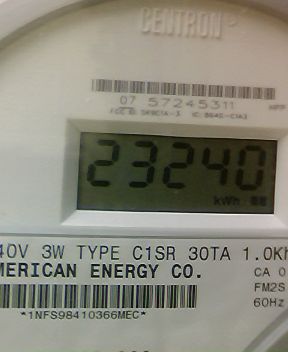 CENTRON
07 57245311
23240
kWh
40V 3W TYPE C1SR 30TA 1.0Kh
MERICAN ENERGY CO.
CA 0
FM2S
60Hz
*1NFS98410366MEC*